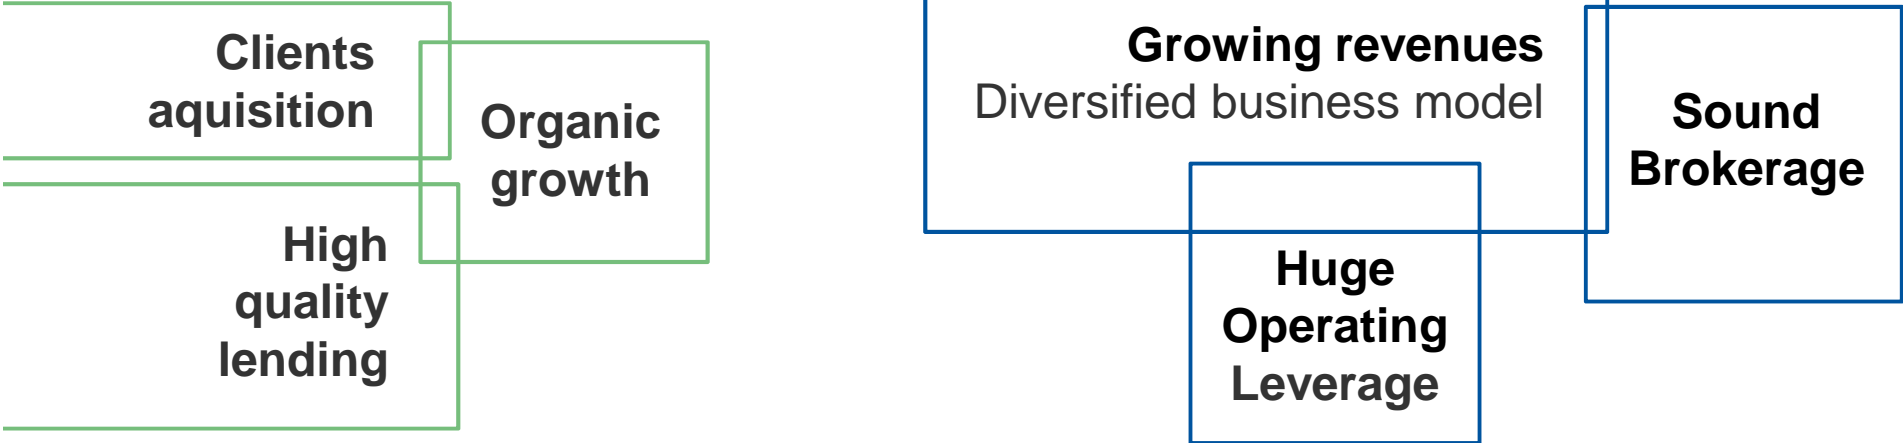 Clients
aquisition
Organic
growth
High
quality
lending
Growing revenues
Diversified business model
Sound
Brokerage
Huge
Operating
Leverage